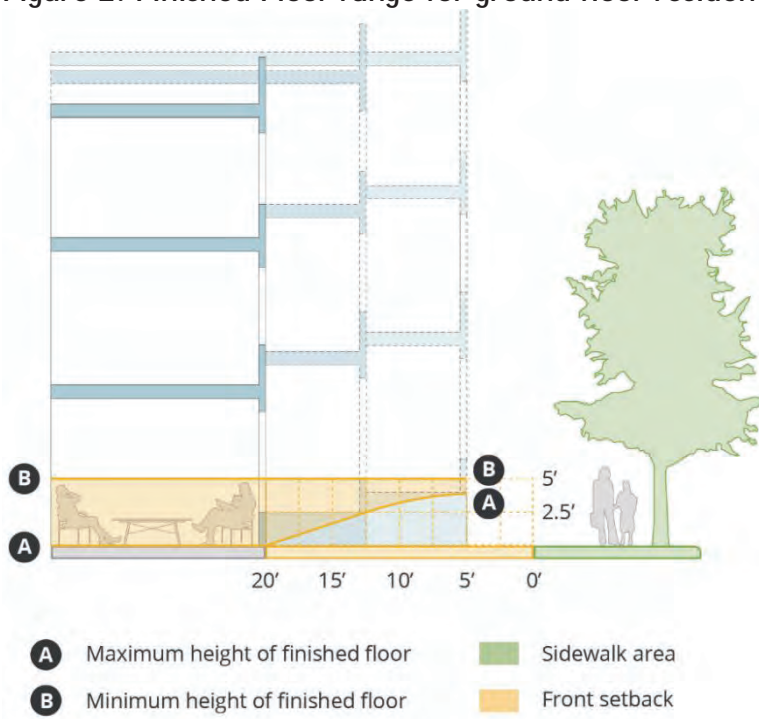 B
B
5'
A
2.5'
A
20' 15' 10' 5' 0'
A Maximum height of finished floor
Sidewalk area
B Minimum height of finished floor
Front setback